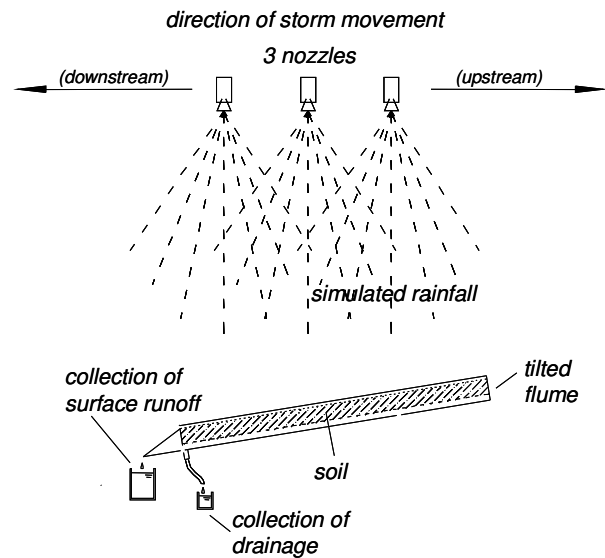 direction of storm movement
3 nozzles
(downstream)
(upstream)
simulated rainfall
collection of
surface runoff
tilted
flume
soil
collection of
drainage